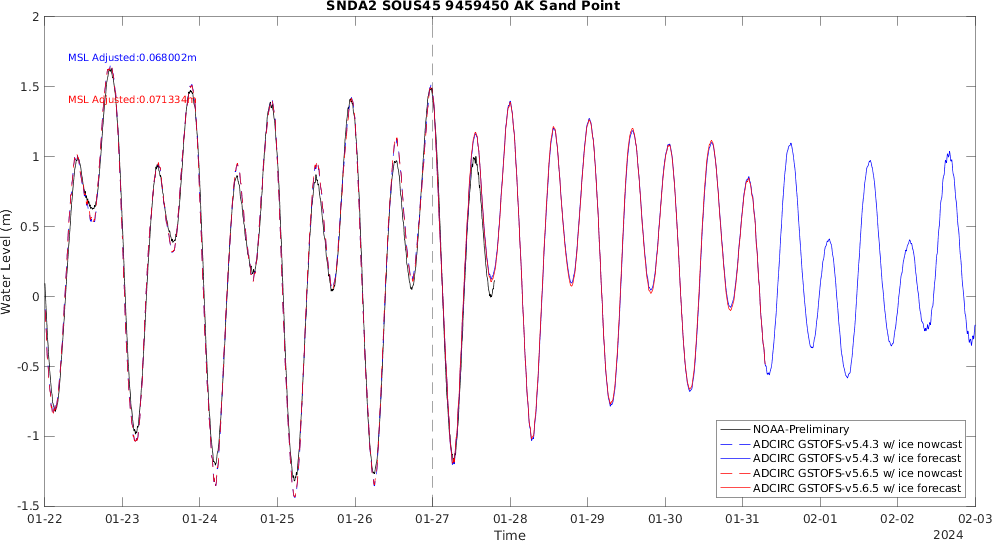 SNDA2 SOUS45 9459450 AK Sand Point
2
MSL Adjusted:0.068002m
1.5
MSL Adjusted:0.071334m
1
0.5
Water Level (m)
0
-0.5
-1
NOAA-Preliminary
ADCIRC GSTOFS-v5.4.3 w/ ice nowcast
ADCIRC GSTOFS-v5.4.3 w/ ice forecast
ADCIRC GSTOFS-v5.6.5 w/ ice nowcast
ADCIRC GSTOFS-v5.6.5 w/ ice forecast
-1.5
01-22 01-23 01-24 01-25 01-26 01-27 01-28 01-29 01-30 01-31 02-01 02-02 02-03
Time
2024